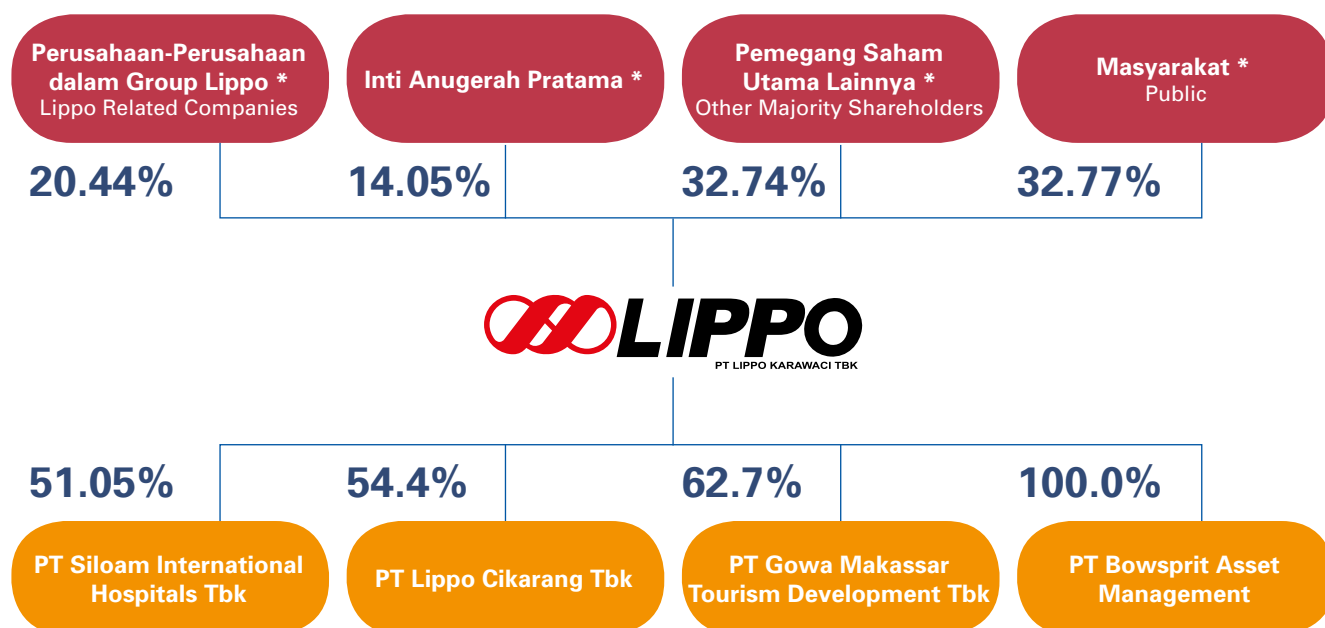 Perusahaan-Perusahaan
dalam Group Lippo *
Lippo Related Companies
Inti Anugerah Pratama *
Pemegang Saham
Utama Lainnya *
Other Majority Shareholders
Masyarakat *
Public
20.44%
14.05%
32.74%
32.77%
LIPPO
PT LIPPO KARAWACI TBK
51.05%
54.4%
62.7%
100.0%
PT Siloam International
Hospitals Tbk
PT Lippo Cikarang Tbk
PT Gowa Makassar
Tourism Development Tbk
PT Bowsprit Asset
Management